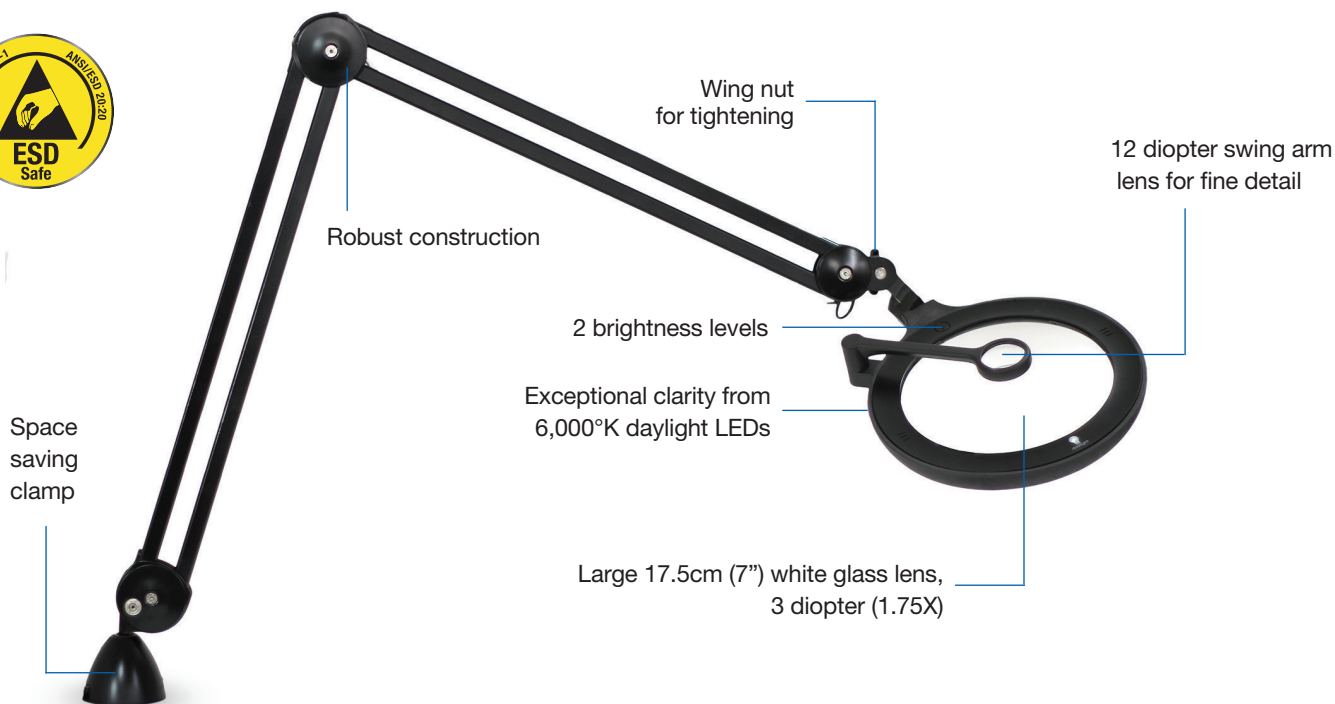 ANSI/ESD 20:20
ESD
Safe
Wing nut
for tightening
12 diopter swing arm
lens for fine detail
Robust construction
2 brightness levels
Exceptional clarity from
6,000°K daylight LEDs
Space
saving
clamp
Large 17.5cm (7”) white glass lens,
3 diopter (1.75X)